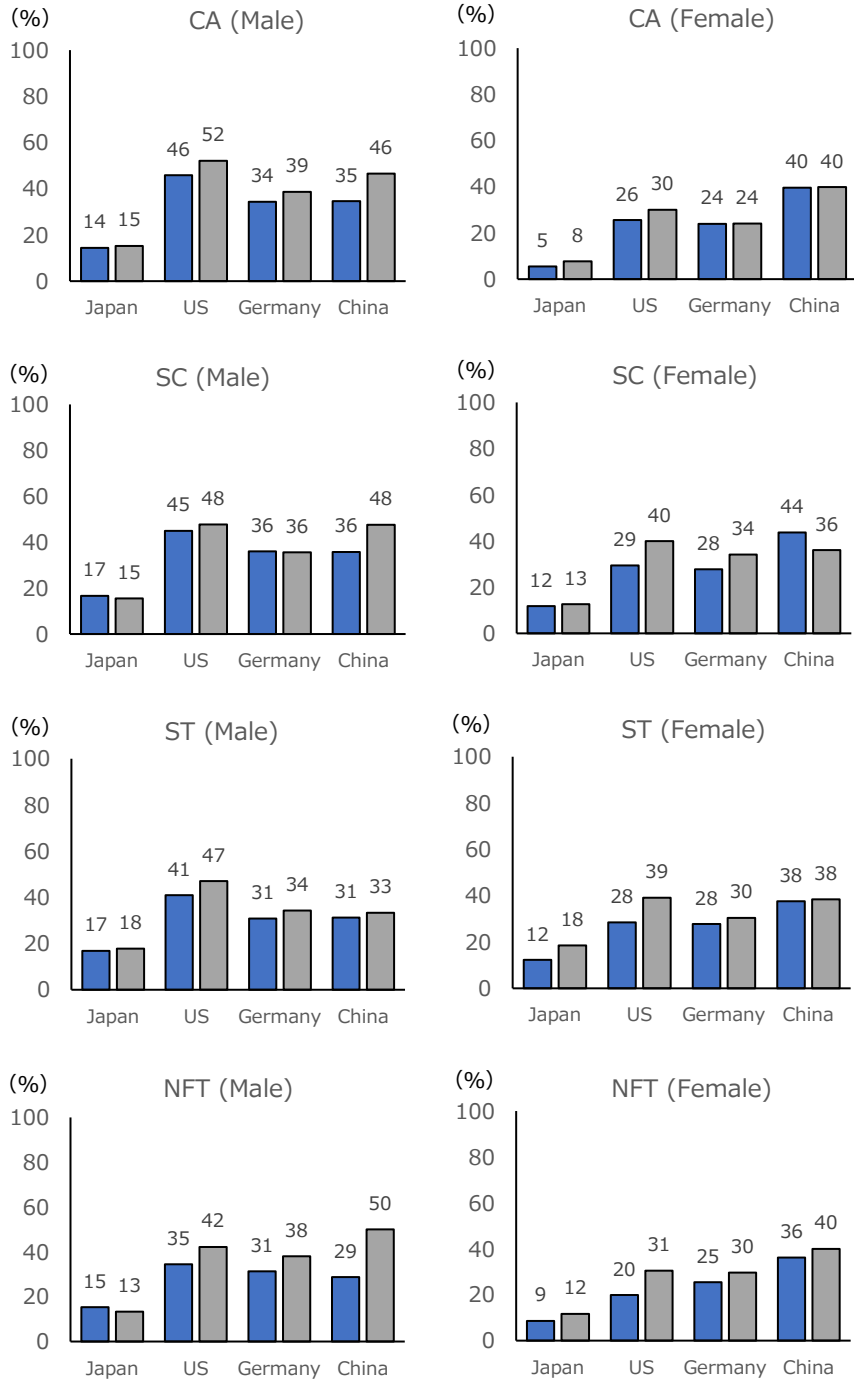 (%)
CA (Male)
100
80
60
40
20
0
14 15 46 52 34 39 35 46
Japan US Germany China
(%)
CA (Female)
100
80
60
40
20
0
5 8 26 30 24 24 40 40
Japan US Germany China
(%)
SC (Male)
100
80
60
40
20
0
17 15 45 48 36 36 36 48
Japan US Germany China
(%)
SC (Female)
100
80
60
40
20
0
12 13 29 40 28 34 44 36
Japan US Germany China
(%)
ST (Male)
100
80
60
40
20
0
17 18 41 47 31 34 31 33
Japan US Germany China
(%)
ST (Female)
100
80
60
40
20
0
12 18 28 39 28 30 38 38
Japan US Germany China
(%)
NFT (Male)
100
80
60
40
20
0
15 13 35 42 31 38 29 50
Japan US Germany China
(%)
NFT (Female)
100
80
60
40
20
0
9 12 20 31 25 30 36 40
Japan US Germany China